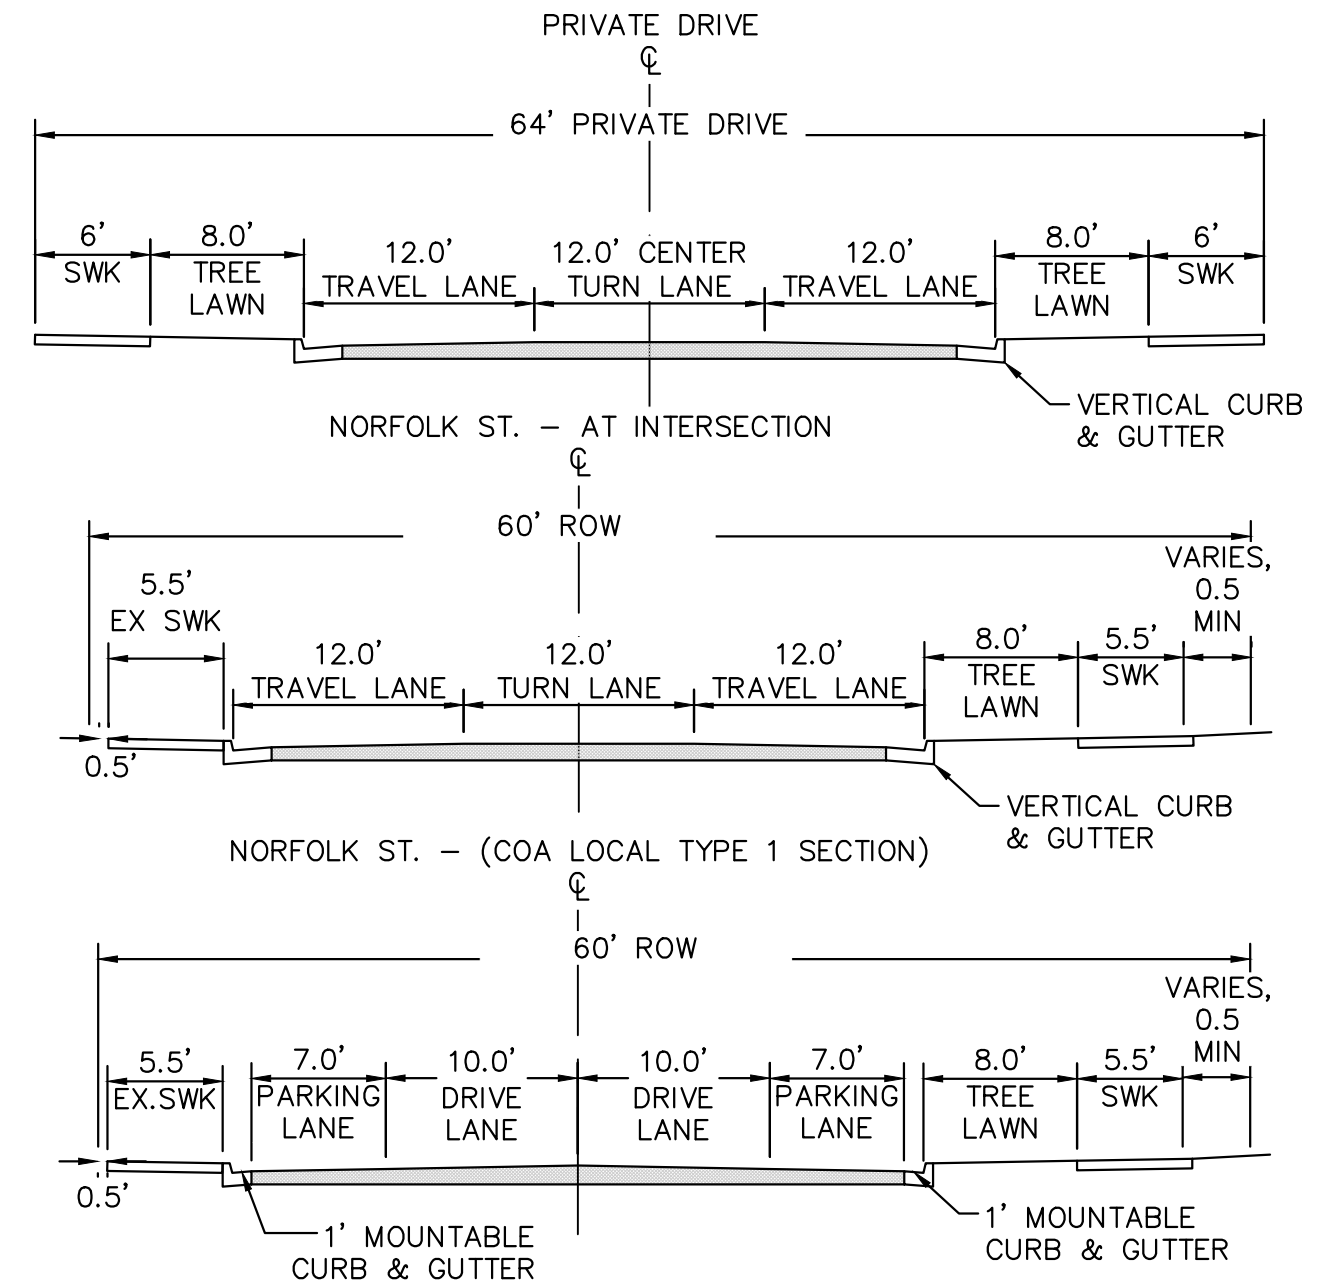 PRIVATE DRIVE
℄
64' PRIVATE DRIVE
6'
SWK
8.0'
TREE
LAWN
12.0'
TRAVEL LANE
12.0' CENTER
TURN LANE
12.0'
TRAVEL LANE
8.0'
TREE
LAWN
6'
SWK
VERTICAL CURB
& GUTTER
NORFOLK ST. – AT INTERSECTION
℄
60' ROW
5.5'
EX SWK
12.0'
TRAVEL LANE
12.0'
TURN LANE
12.0'
TRAVEL LANE
8.0'
TREE
LAWN
5.5'
SWK
VARIES,
0.5
MIN
0.5'
VERTICAL CURB
& GUTTER
NORFOLK ST. – (COA LOCAL TYPE 1 SECTION)
℄
60' ROW
5.5'
EX.SWK
7.0'
PARKING
LANE
10.0'
DRIVE
LANE
10.0'
DRIVE
LANE
7.0'
PARKING
LANE
8.0'
TREE
LAWN
5.5'
SWK
VARIES,
0.5
MIN
0.5'
1' MOUNTABLE
CURB & GUTTER
1' MOUNTABLE
CURB & GUTTER